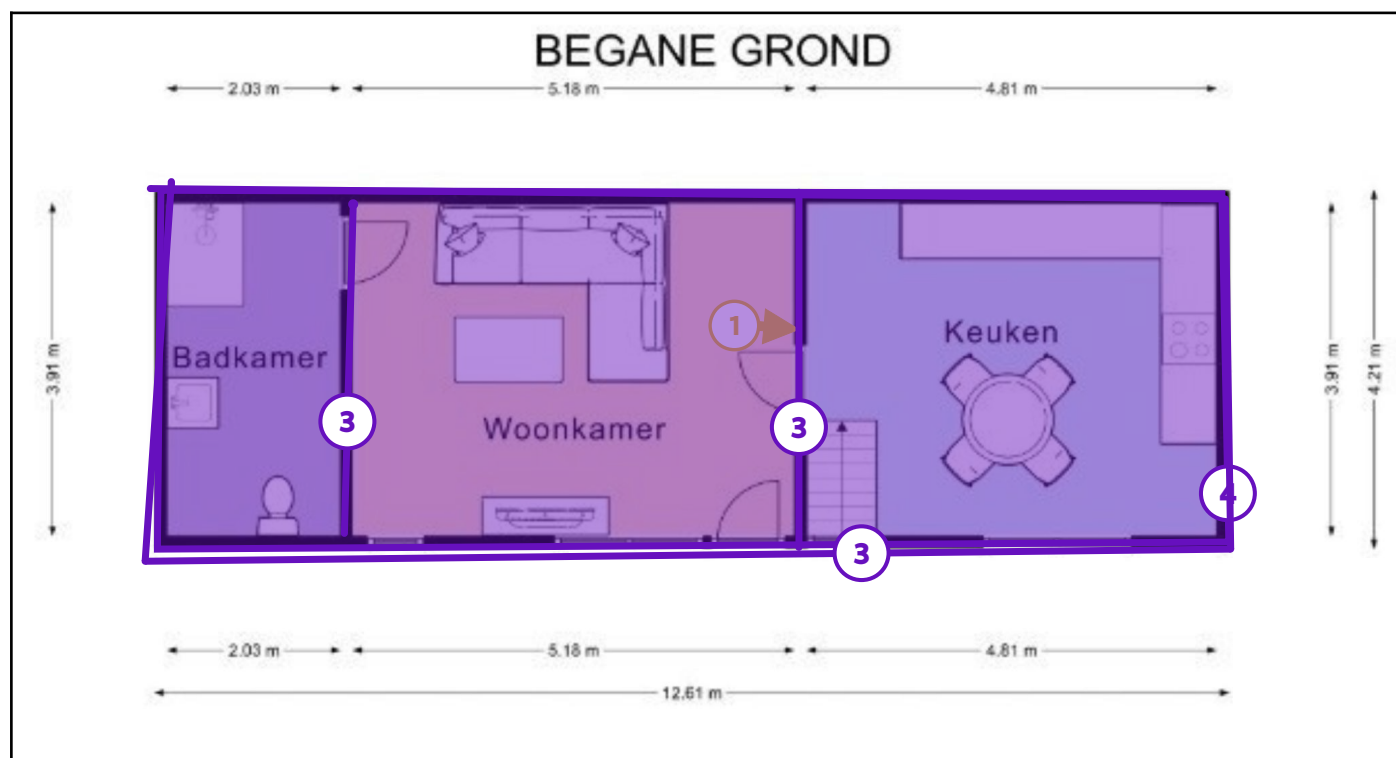 BEGANE GROND
2.03 m 5.18 m 4.81 m
3.91 m
3.91 m
4.21 m
1
Keuken
Badkamer
3
Woonkamer
3
4
3
2.03 m 5.18 m 4.81 m
12.61 m